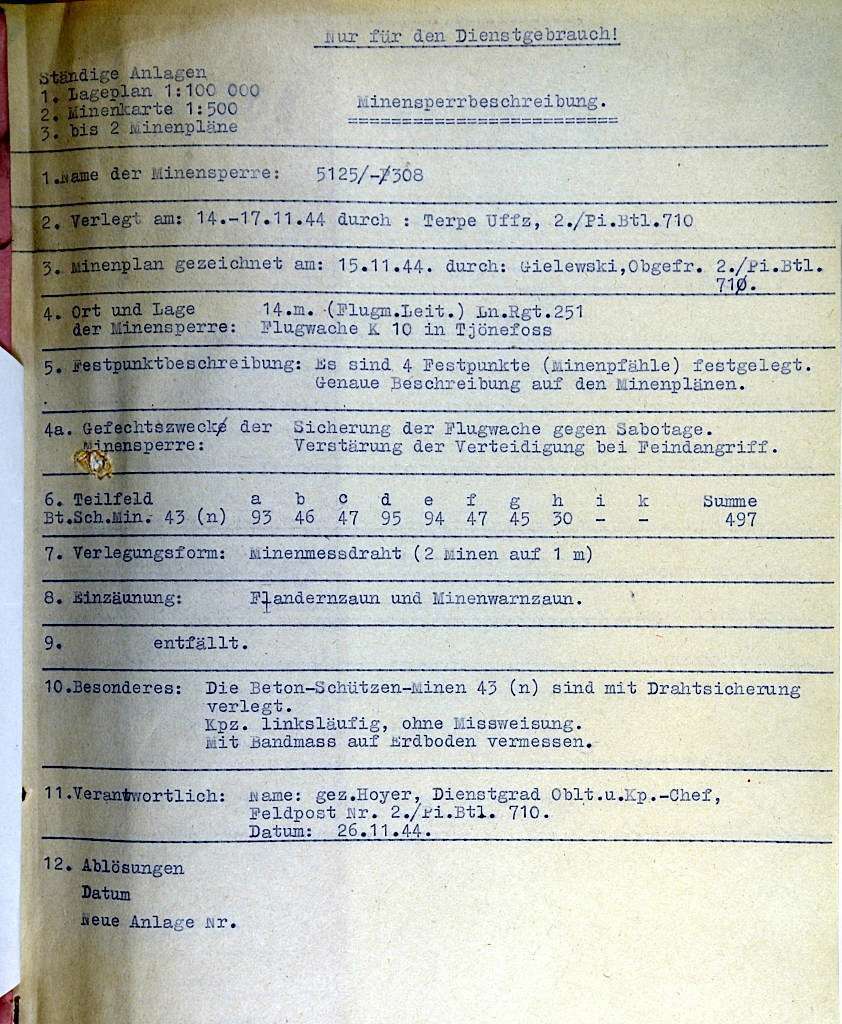 Nur für den Dienstgebrauch!
Ständige Anlagen
1. Lageplan 1:100 000
2. Minenkarte 1:500
3. bis 2 Minenpläne
Minensperrbeschreibung.
========================
1.Name der Minensperre: 5125/-308
2. Verlegt am: 14.-17.11.44 durch : Terpe Uffz, 2./Pi.Btl.710
3. Minenplan gezeichnet am: 15.11.44. durch: Gielewski,Obgefr. 2./Pi.Btl.
710.
4. Ort und Lage 14.m. (Flugm.Leit.) Ln.Rgt.251
der Minensperre: Flugwache K 10 in Tjönefoss
5. Festpunktbeschreibung: Es sind 4 Festpunkte (Minenpfähle) festgelegt.
Genaue Beschreibung auf den Minenplänen.
4a. Gefechtszweck der Sicherung der Flugwache gegen Sabotage.
Minensperre: Verstärung der Verteidigung bei Feindangriff.
6. Teilfeld a b c d e f g h i k Summe
Bt.Sch.Min. 43 (n) 93 46 47 95 94 47 45 30 - - 497
7. Verlegungsform: Minenmessdraht (2 Minen auf 1 m)
8. Einzäunung: Flandernzaun und Minenwarnzaun.
9. entfällt.
10.Besonderes: Die Beton-Schützen-Minen 43 (n) sind mit Drahtsicherung
verlegt.
Kpz. linksläufig, ohne Missweisung.
Mit Bandmass auf Erdboden vermessen.
11.Verantwortlich: Name: gez.Hoyer, Dienstgrad Oblt.u.Kp.-Chef,
Feldpost Nr. 2./Pi.Btl. 710.
Datum: 26.11.44.
12. Ablösungen
Datum
Neue Anlage Nr.